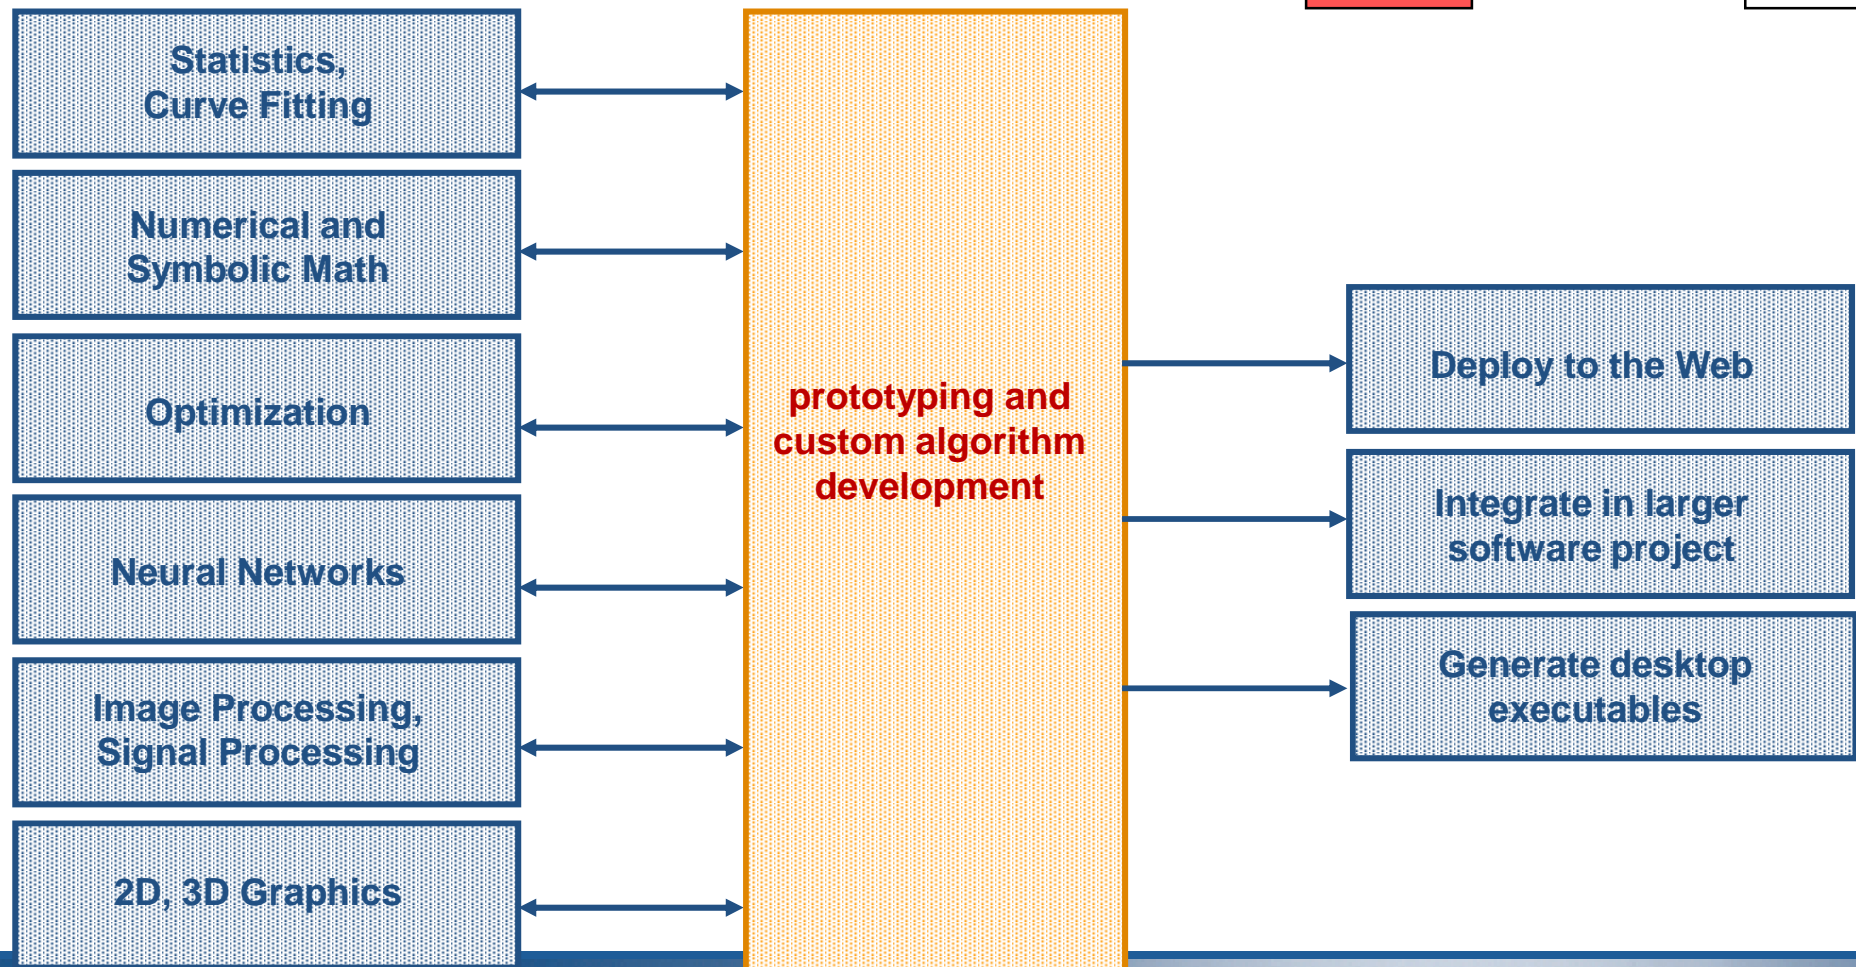 Statistics,
Curve Fitting
Numerical and
Symbolic Math
Optimization
Neural Networks
Image Processing,
Signal Processing
2D, 3D Graphics
prototyping and
custom algorithm
development
Deploy to the Web
Integrate in larger
software project
Generate desktop
executables